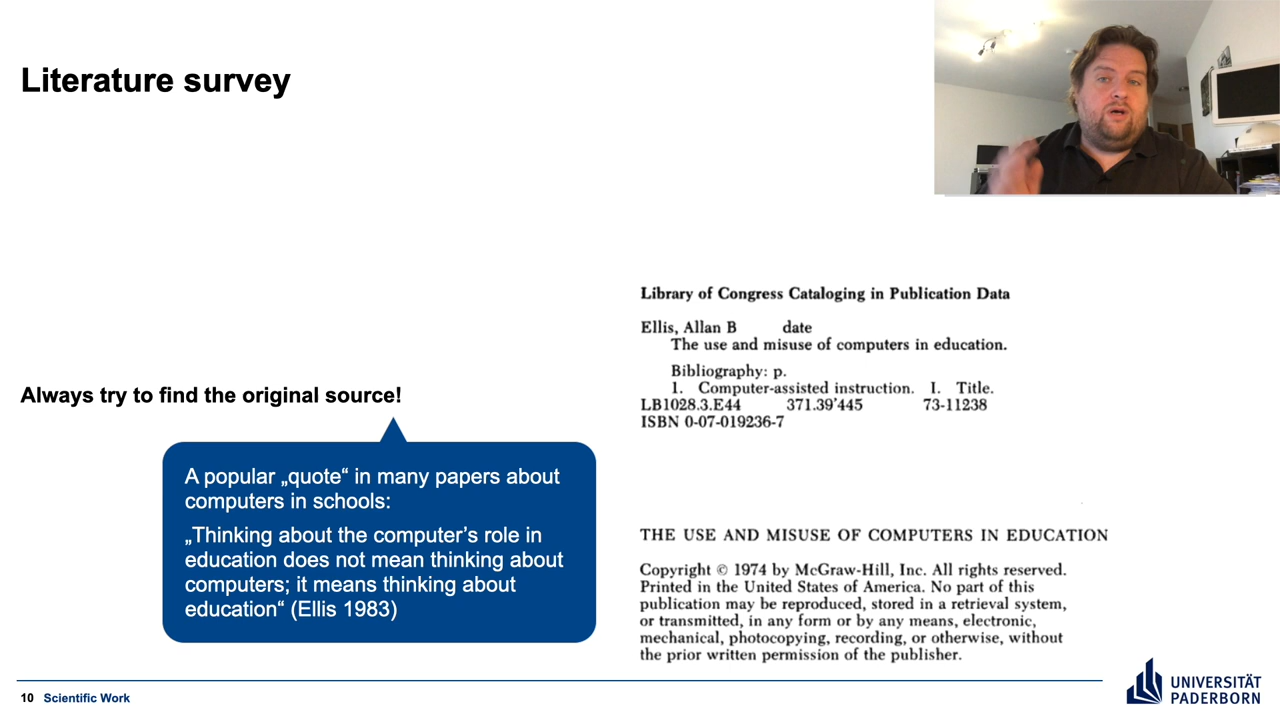 Literature survey
Library of Congress Cataloging in Publication Data
Ellis, Allan B date
The use and misuse of computers in education.
Bibliography: p.
1. Computer-assisted instruction. I. Title.
LB1028.3.E44 371.39'445 73-11238
ISBN 0-07-019236-7
Always try to find the original source!
A popular „quote“ in many papers about
computers in schools:
„Thinking about the computer’s role in
education does not mean thinking about
computers; it means thinking about
education“ (Ellis 1983)
THE USE AND MISUSE OF COMPUTERS IN EDUCATION
Copyright © 1974 by McGraw-Hill, Inc. All rights reserved.
Printed in the United States of America. No part of this
publication may be reproduced, stored in a retrieval system,
or transmitted, in any form or by any means, electronic,
mechanical, photocopying, recording, or otherwise, without
the prior written permission of the publisher.
10 Scientific Work
UNIVERSITÄT
PADERBORN